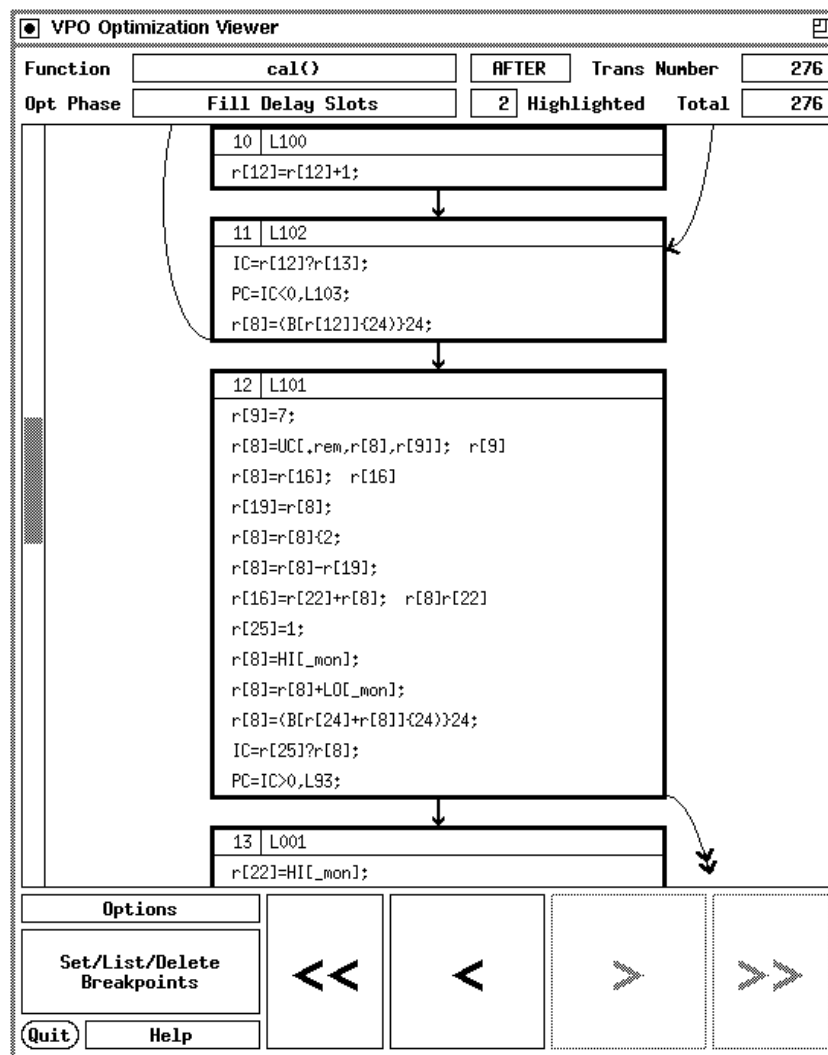 VPO Optimization Viewer
Function cal() AFTER Trans Number 276
Opt Phase Fill Delay Slots 2 Highlighted Total 276
10 L100
r[12]=r[12]+1;
11 L102
IC=r[12]?r[13];
PC=IC<0,L103;
r[8]=(B[r[12]]{24)}24;
12 L101
r[9]=7;
r[8]=UC[.rem,r[8],r[9]]; r[9]
r[8]=r[16]; r[16]
r[19]=r[8];
r[8]=r[8]{2;
r[8]=r[8]-r[19];
r[16]=r[22]+r[8]; r[8]r[22]
r[25]=1;
r[8]=HI[_mon];
r[8]=r[8]+LO[_mon];
r[8]=(B[r[24]+r[8]]{24)}24;
IC=r[25]?r[8];
PC=IC>0,L93;
13 L001
r[22]=HI[_mon];
Options
Set/List/Delete
Breakpoints
<< < > >>
Quit Help